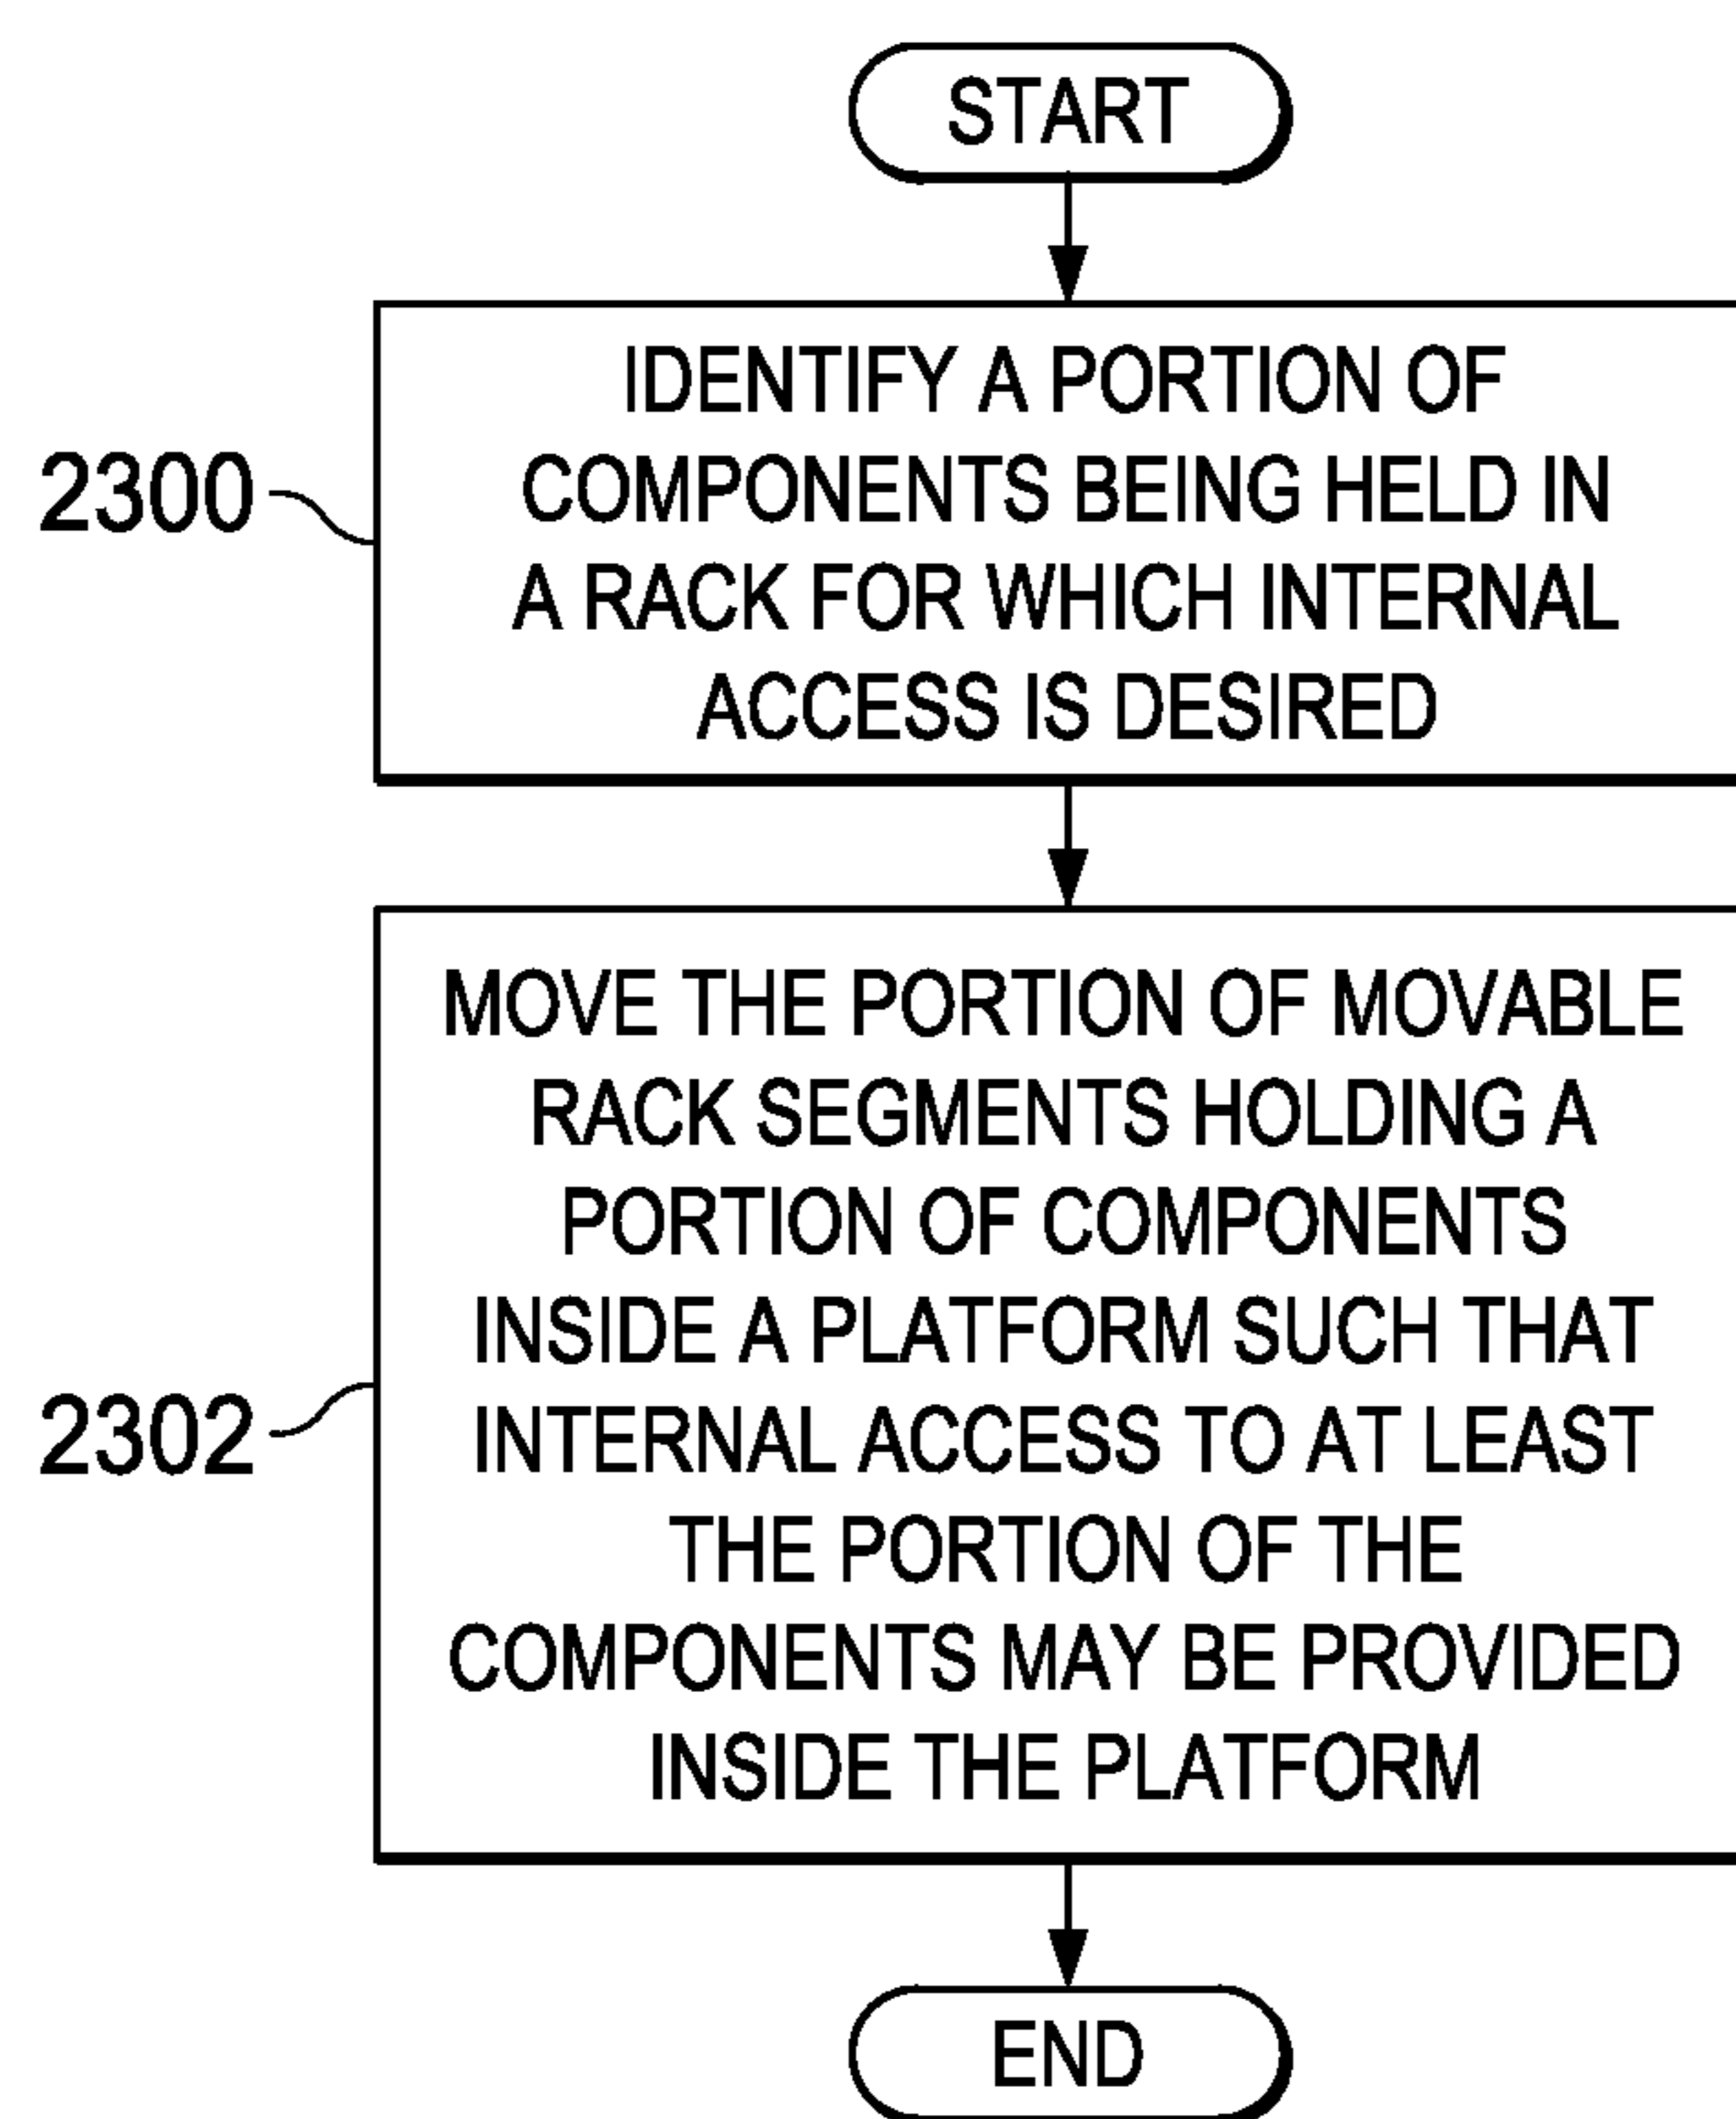 START
2300
IDENTIFY A PORTION OF
COMPONENTS BEING HELD IN
A RACK FOR WHICH INTERNAL
ACCESS IS DESIRED
2302
MOVE THE PORTION OF MOVABLE
RACK SEGMENTS HOLDING A
PORTION OF COMPONENTS
INSIDE A PLATFORM SUCH THAT
INTERNAL ACCESS TO AT LEAST
THE PORTION OF THE
COMPONENTS MAY BE PROVIDED
INSIDE THE PLATFORM
END